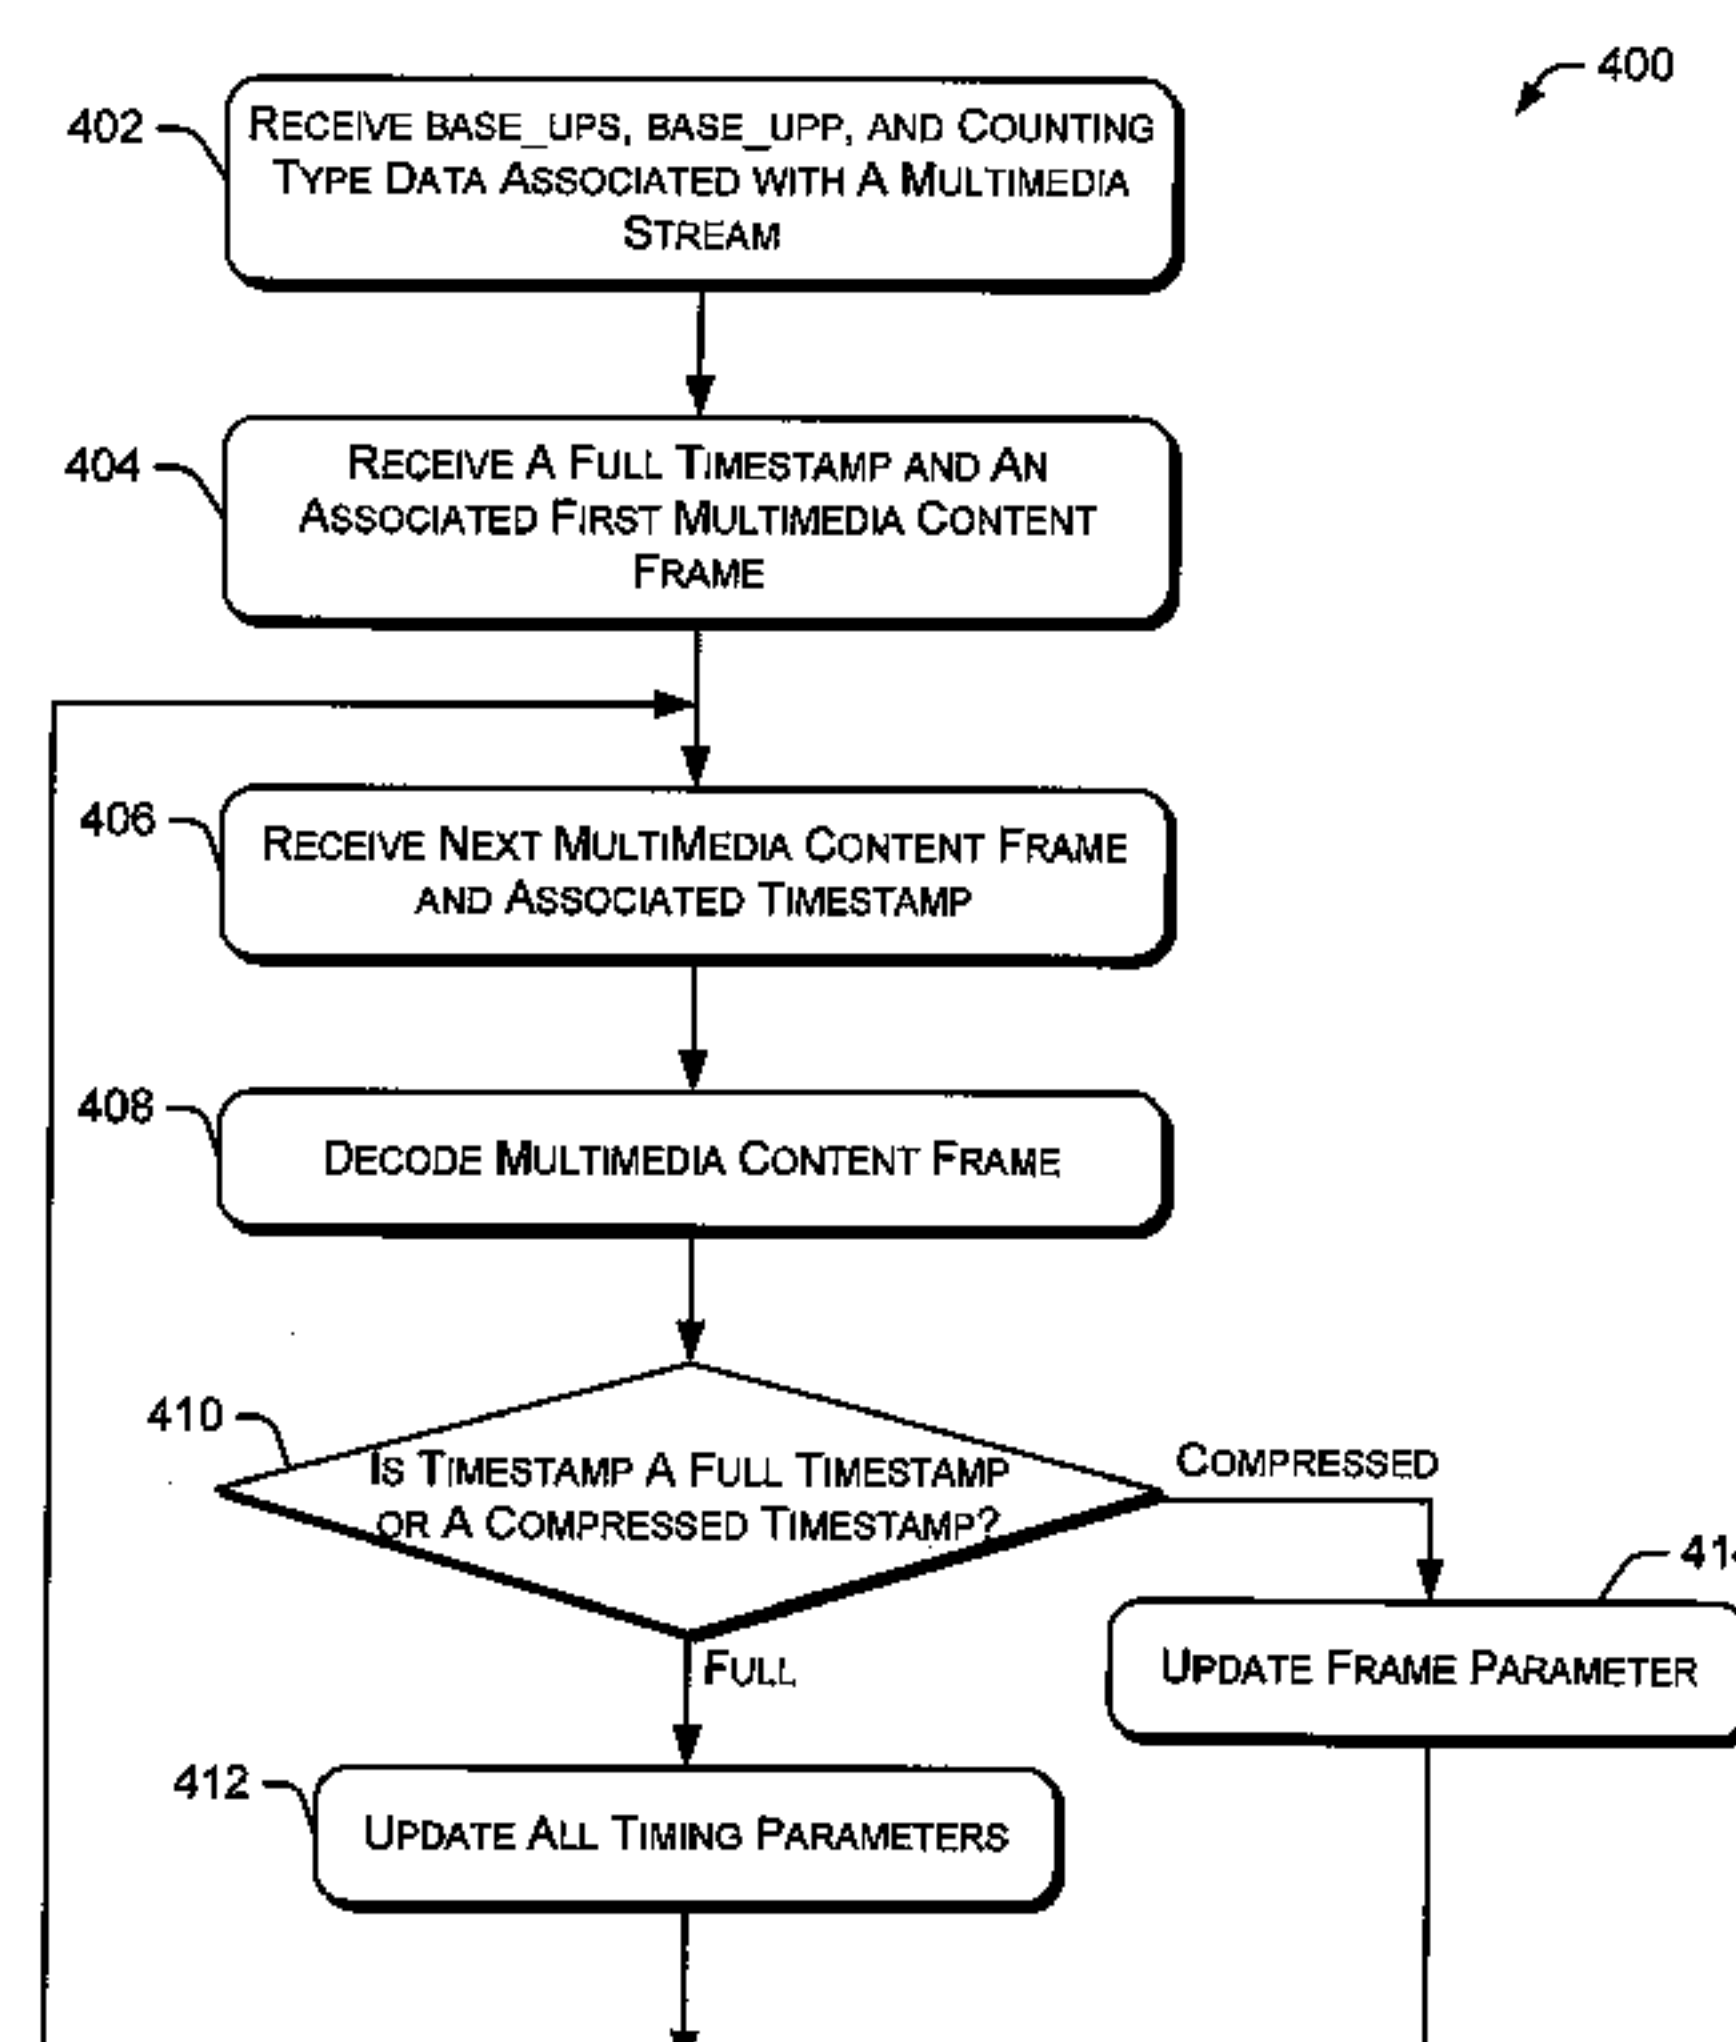 400
402
RECEIVE BASE_UPS, BASE_UPP, AND COUNTING
TYPE DATA ASSOCIATED WITH A MULTIMEDIA
STREAM
404
RECEIVE A FULL TIMESTAMP AND AN
ASSOCIATED FIRST MULTIMEDIA CONTENT
FRAME
406
RECEIVE NEXT MULTIMEDIA CONTENT FRAME
AND ASSOCIATED TIMESTAMP
408
DECODE MULTIMEDIA CONTENT FRAME
410
IS TIMESTAMP A FULL TIMESTAMP
OR A COMPRESSED TIMESTAMP?
COMPRESSED
UPDATE FRAME PARAMETER
FULL
412
UPDATE ALL TIMING PARAMETERS